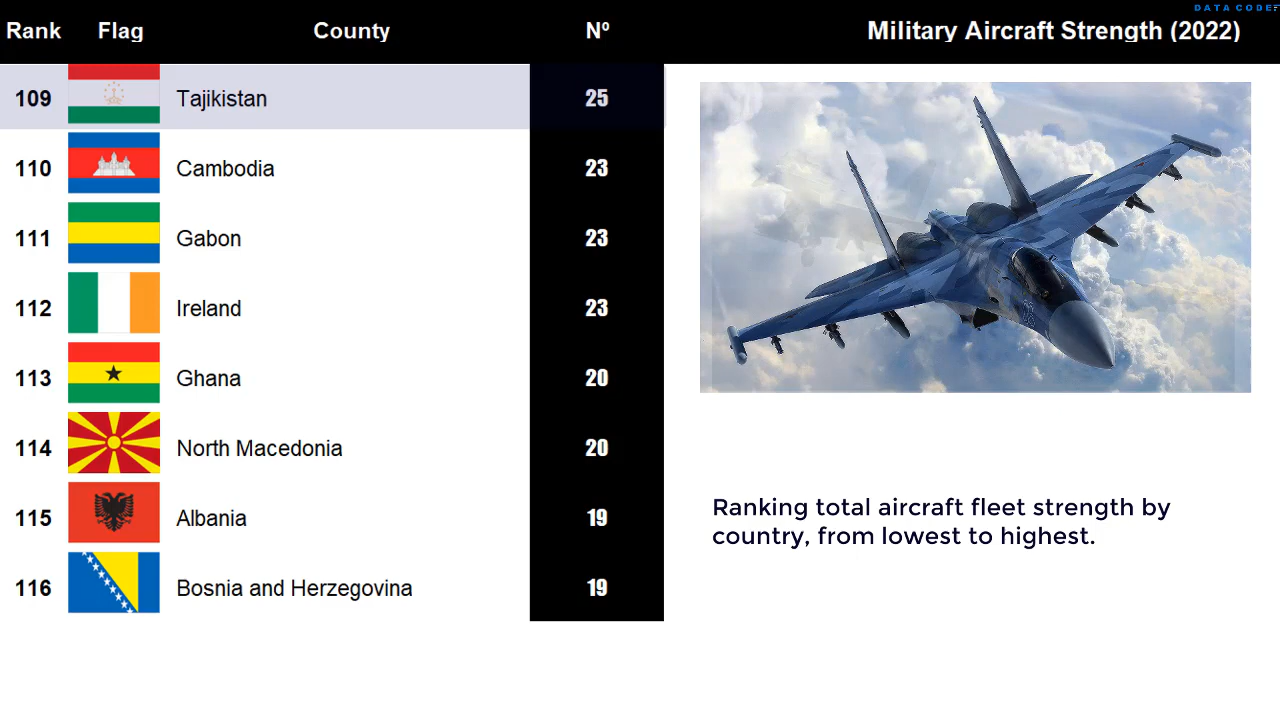 DATA CODE
Rank Flag County Nº Military Aircraft Strength (2022)
109 Tajikistan 25
110 Cambodia 23
111 Gabon 23
112 Ireland 23
113 Ghana 20
114 North Macedonia 20
115 Albania 19
116 Bosnia and Herzegovina 19
Ranking total aircraft fleet strength by
country, from lowest to highest.